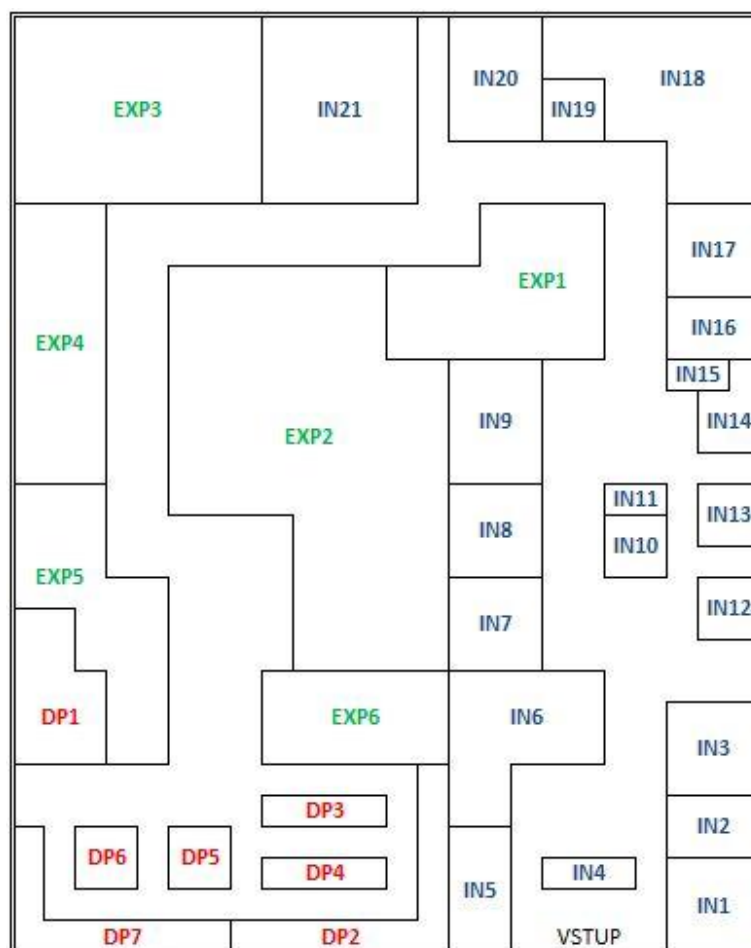 IN20
IN18
EXP3
IN21
IN19
IN17
EXP1
IN16
EXP4
IN15
IN14
IN9
EXP2
IN11
IN13
IN8
IN10
EXP5
IN12
IN7
DP1
EXP6
IN6
IN3
DP3
IN2
DP6
DP5
DP4
IN4
IN5
IN1
DP7
DP2
VSTUP